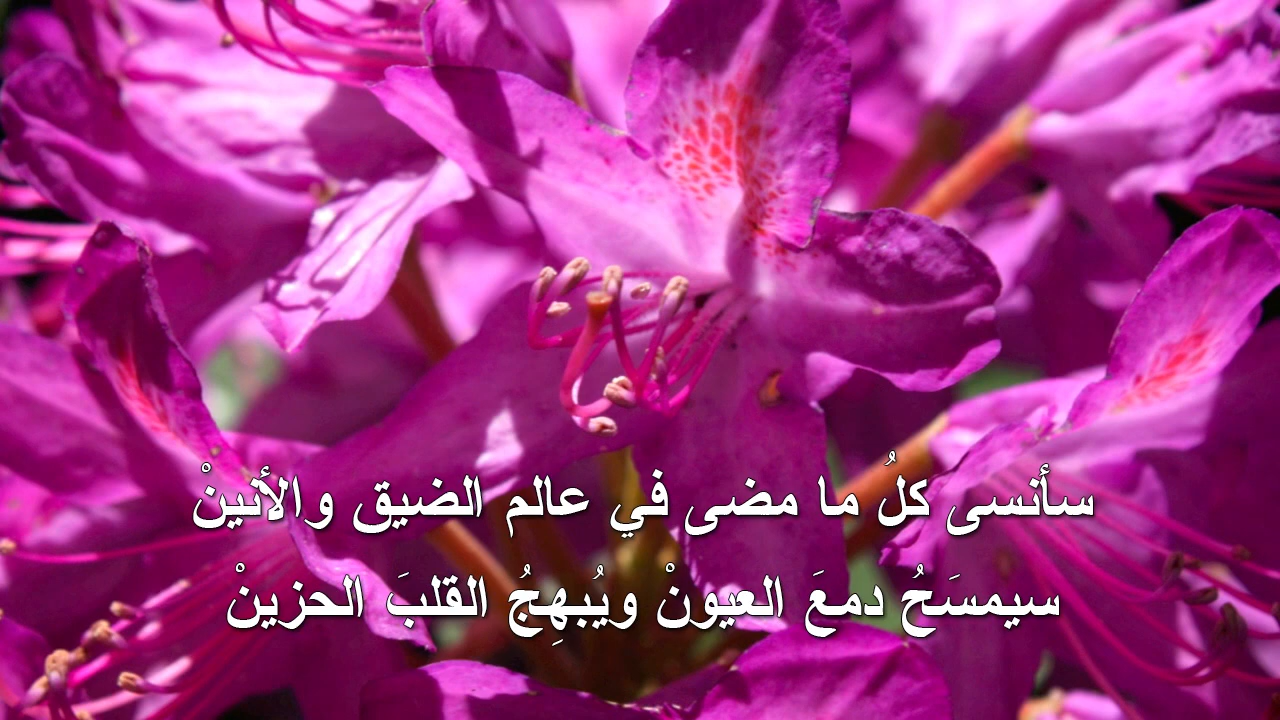 سأنسى كلُ ما مضى في عالم الضيق والأنينْ
سيمسَحُ دمعَ العيونْ ويُبهِجُ القلبَ الحزينْ